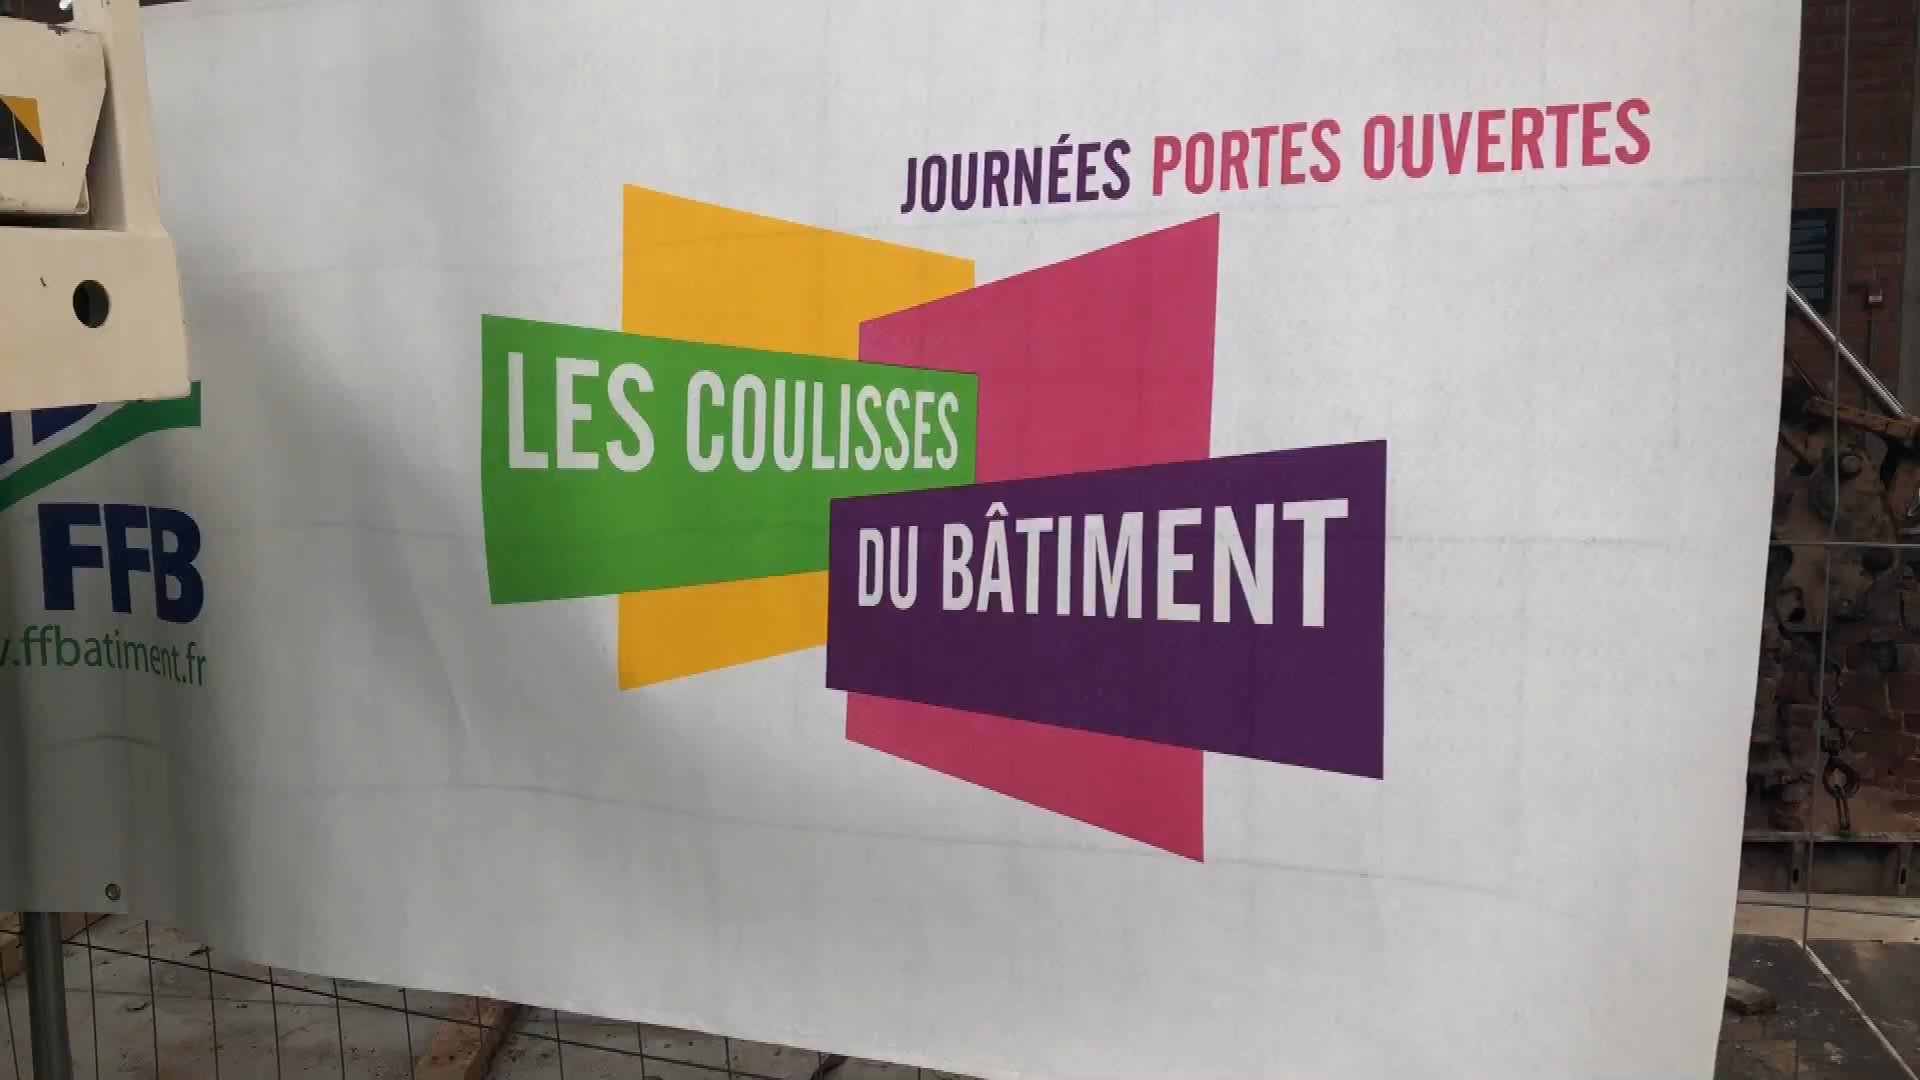 JOURNÉES PORTES OUVERTES
LES COULISSES
DU BÂTIMENT
FFB
.ffbatiment.fr